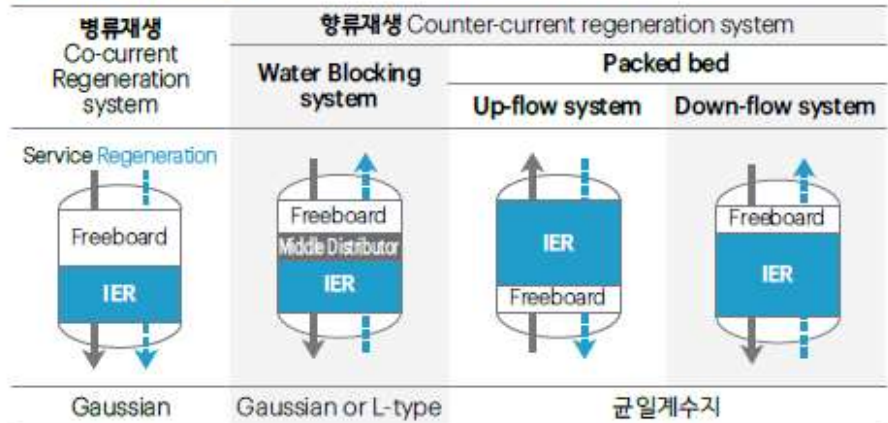 병류재생
Co-current
Regeneration
system
향류재생 Counter-current regeneration system
Water Blocking
system
Packed bed
Up-flow system
Down-flow system
Service Regeneration
Freeboard
IER
Freeboard
Middle Distributor
IER
IER
Freeboard
Freeboard
IER
Gaussian
Gaussian or L-type
균일계수지